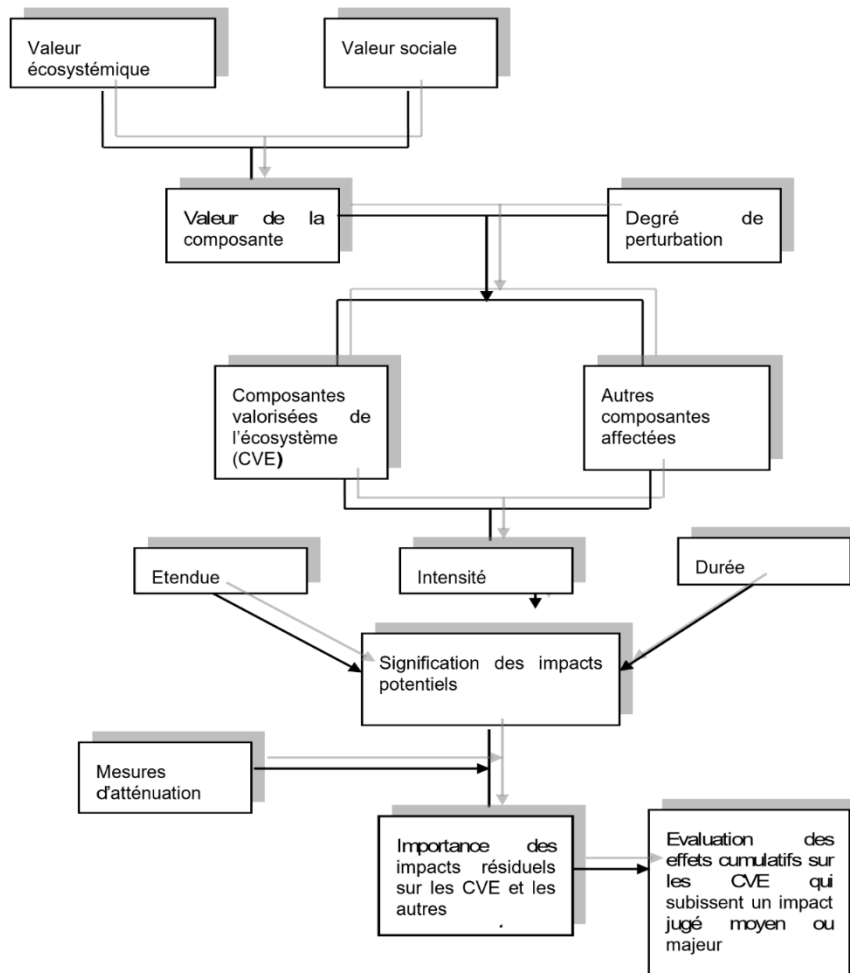 Valeur
écosystémique
Valeur sociale
Valeur de la
composante
Degré de
perturbation
Composantes
valorisées de
l'écosystème
(CVE)
Autres
composantes
affectées
Etendue
Intensité
Durée
Signification des impacts
potentiels
Mesures
d'atténuation
Importance des
impacts résiduels
sur les CVE et les
autres
.
Evaluation des
effets cumulatifs sur
les CVE qui
subissent un impact
jugé moyen ou
majeur